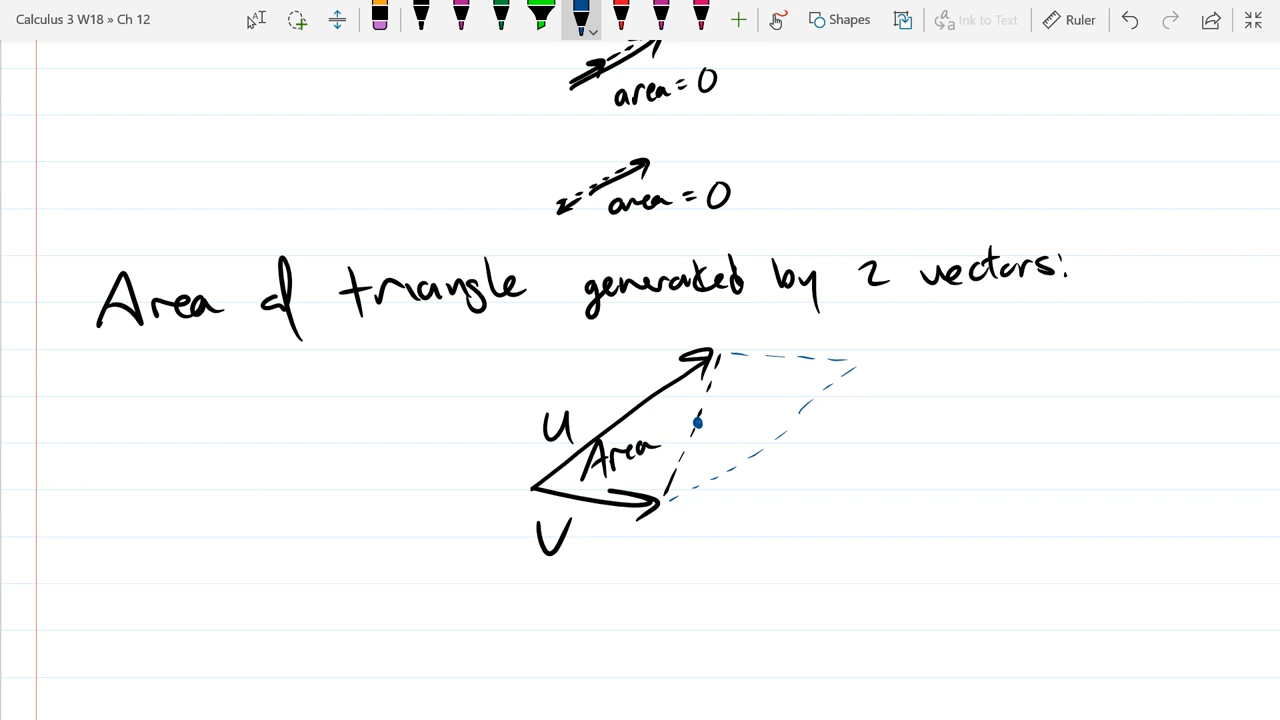 Calculus 3 W18 » Ch 12
Shapes
Ink to Text
Ruler
area = 0
area = 0
Area of triangle generated by 2 vectors:
u
Area
v